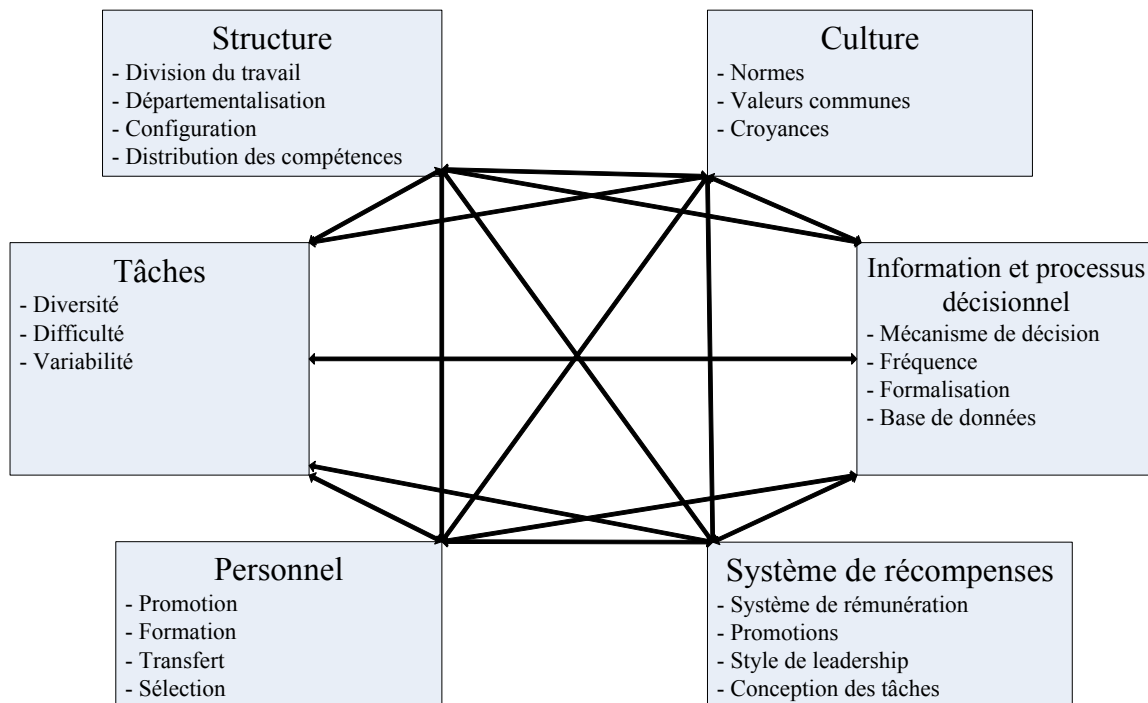 Structure
- Division du travail
- Départementalisation
- Configuration
- Distribution des compétences
Culture
- Normes
- Valeurs communes
- Croyances
Tâches
- Diversité
- Difficulté
- Variabilité
Information et processus
décisionnel
- Mécanisme de décision
- Fréquence
- Formalisation
- Base de données
Personnel
- Promotion
- Formation
- Transfert
- Sélection
Système de récompenses
- Système de rémunération
- Promotions
- Style de leadership
- Conception des tâches